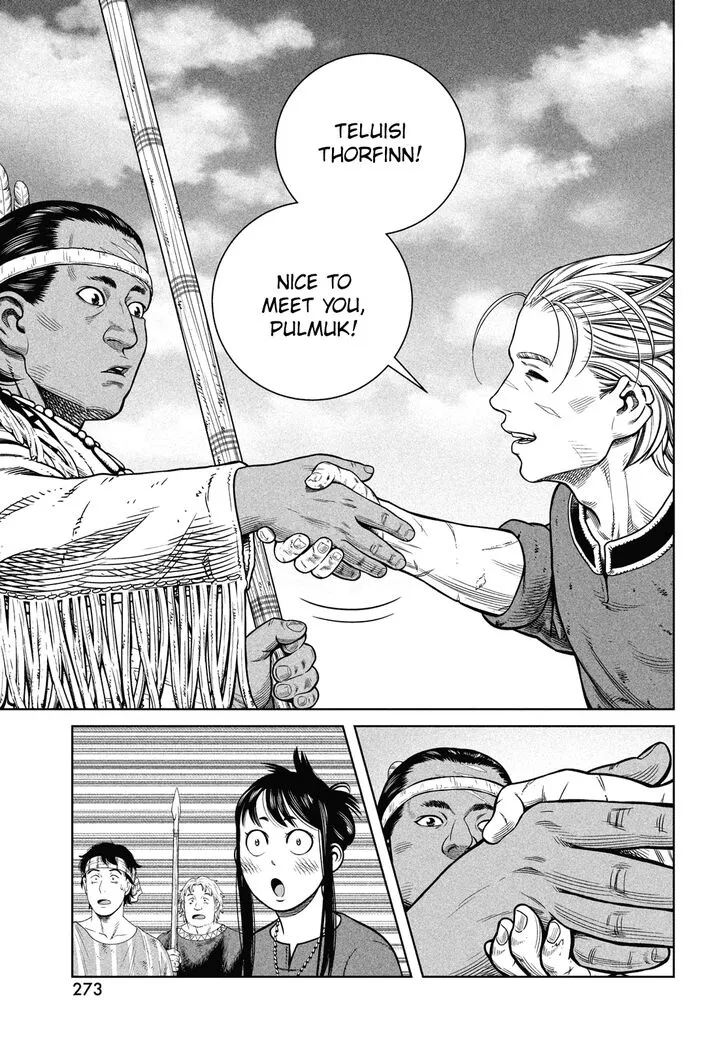 TELUISI
THORFINN!
NICE TO
MEET YOU,
PULMUK!
273